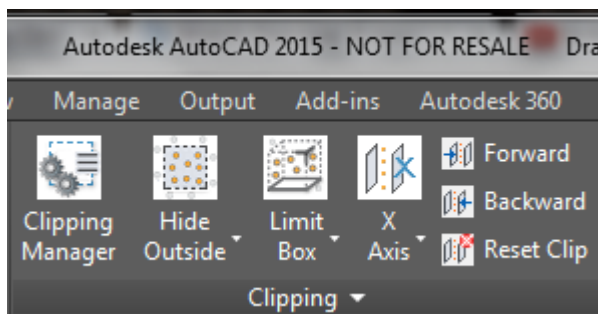 Autodesk AutoCAD 2015 - NOT FOR RESALE Dra
Manage Output Add-ins Autodesk 360
Clipping Manager
Hide Outside
Limit Box
X Axis
Forward
Backward
Reset Clip
Clipping